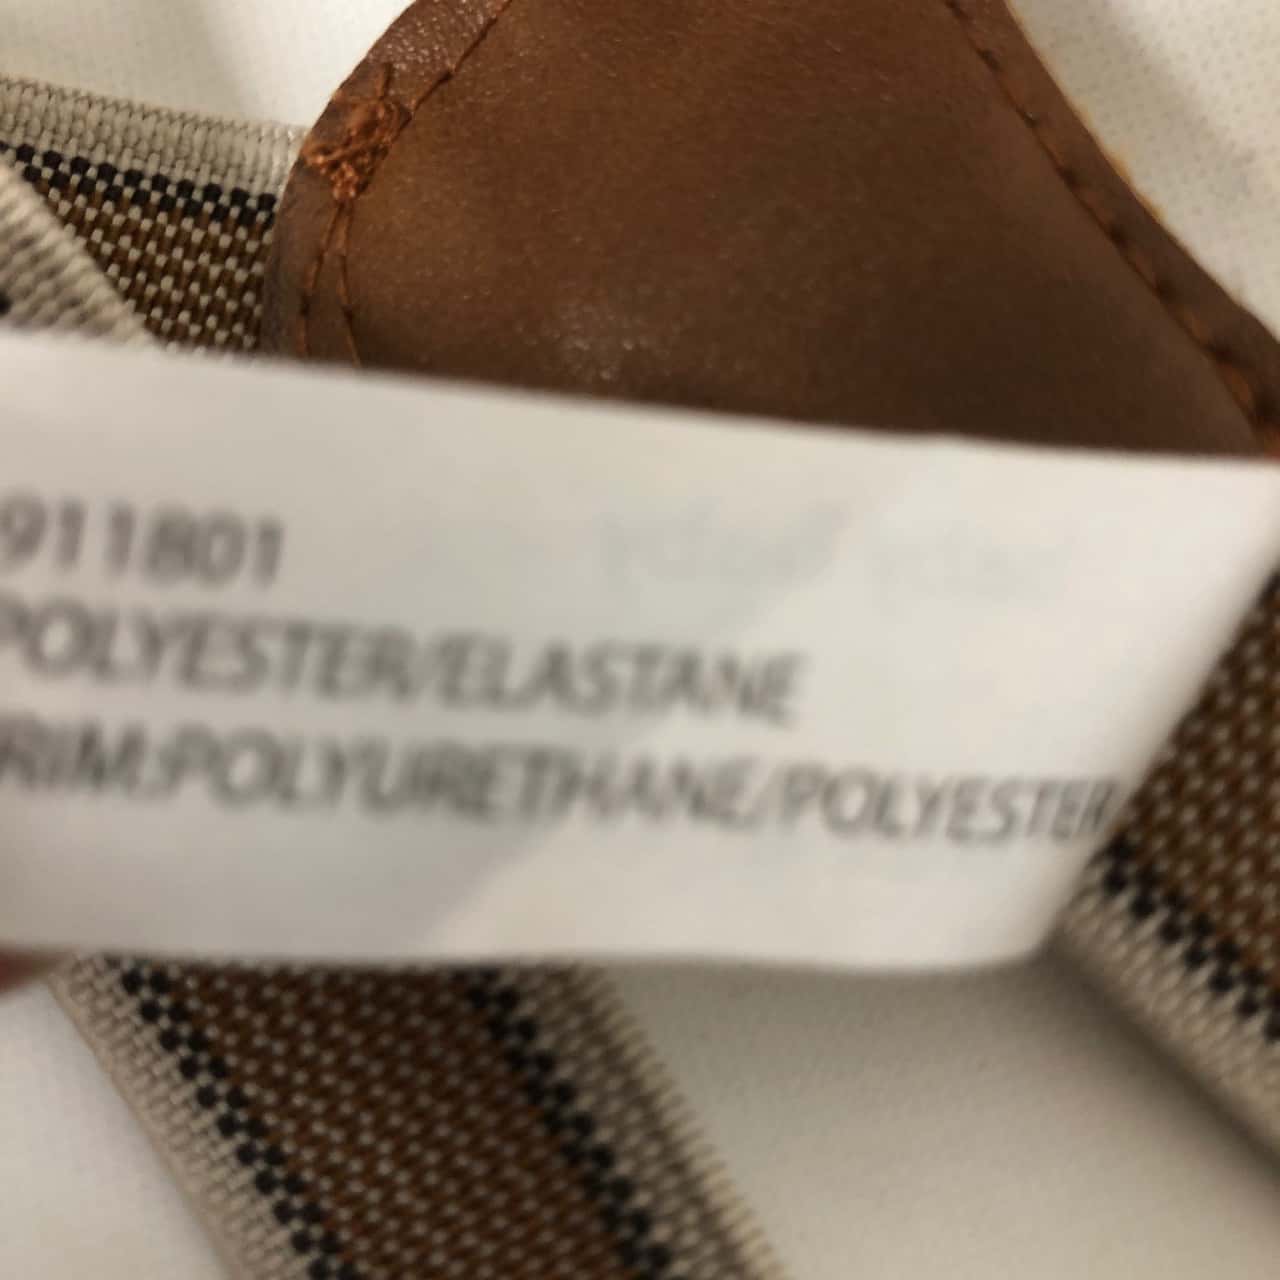 911801
POLYESTER/ELASTANE
RIM:POLYURETHANE/POLYESTER